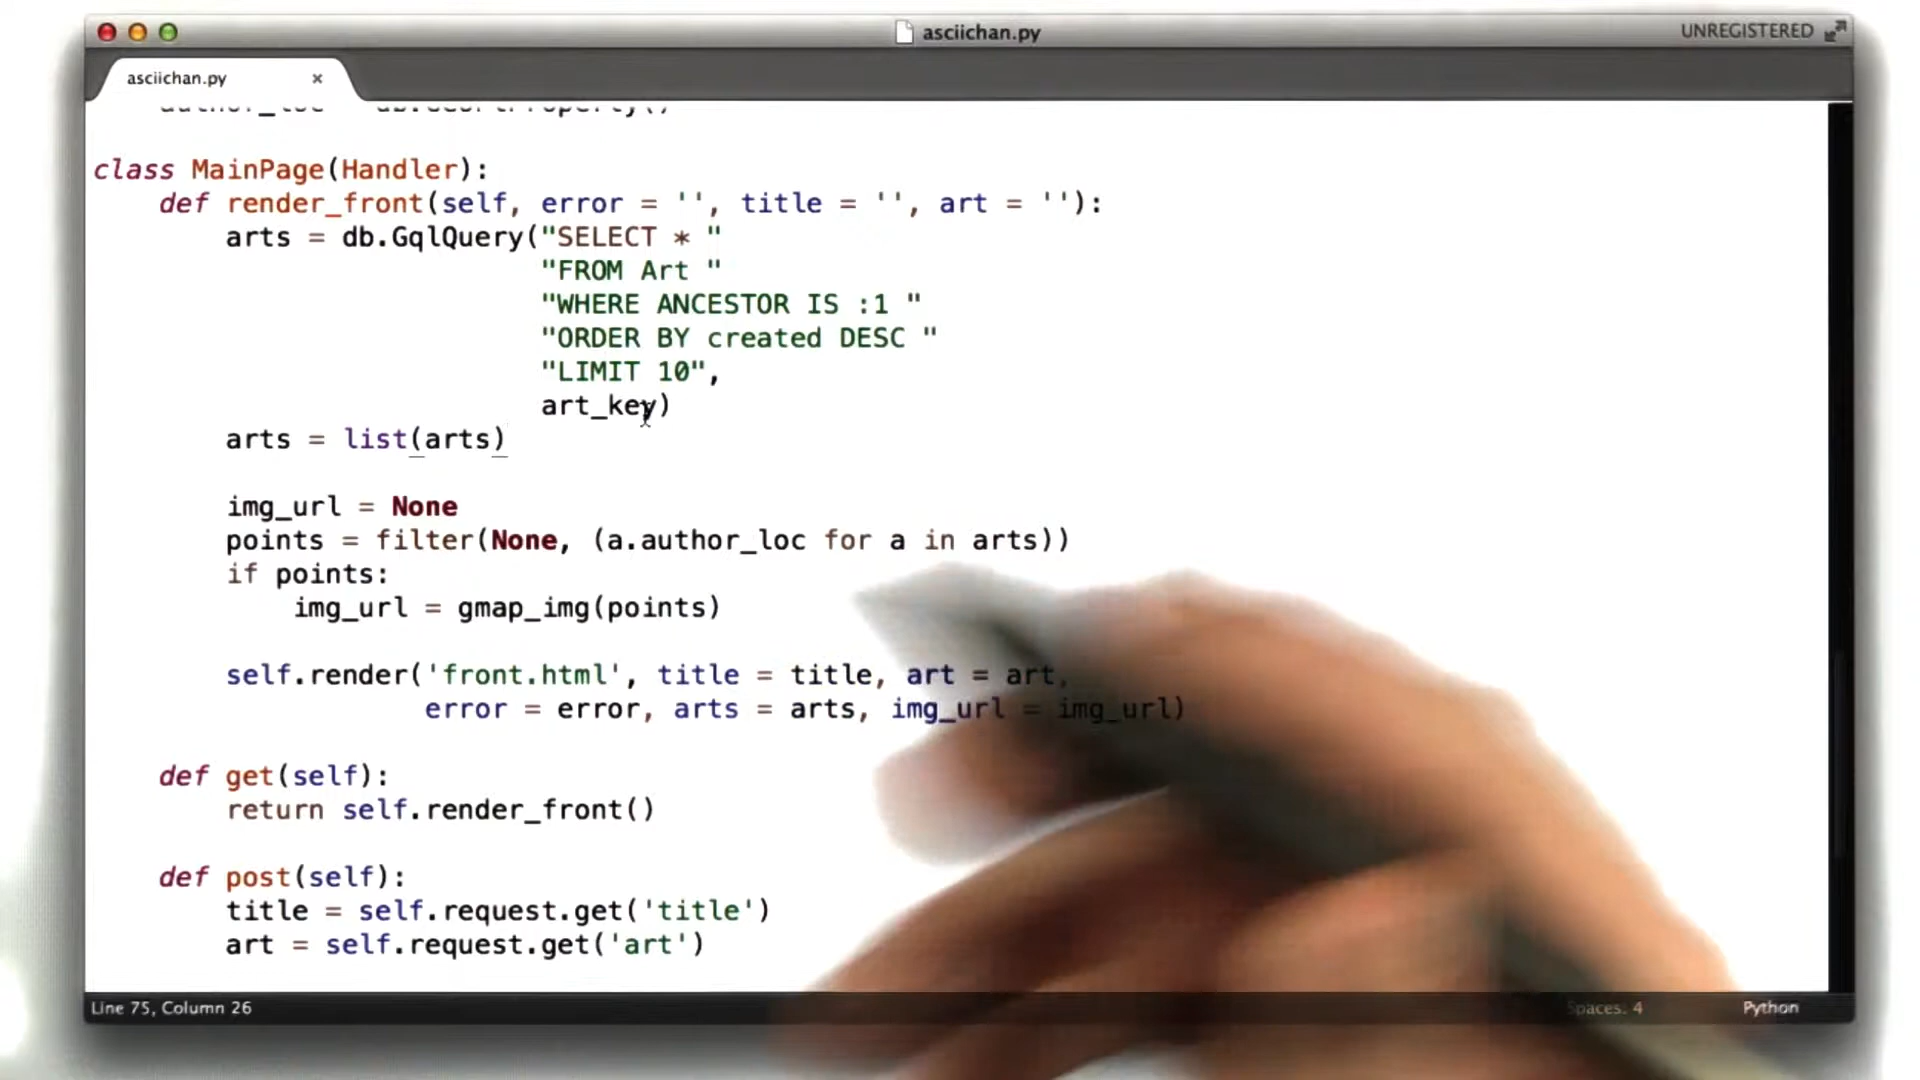 asciichan.py
UNREGISTERED
asciichan.py ×
class MainPage(Handler):
def render_front(self, error = '', title = '', art = ''):
arts = db.GqlQuery("SELECT * "
"FROM Art "
"WHERE ANCESTOR IS :1 "
"ORDER BY created DESC "
"LIMIT 10",
art_key)
arts = list(arts)
img_url = None
points = filter(None, (a.author_loc for a in arts))
if points:
img_url = gmap_img(points)
self.render('front.html', title = title, art = art,
error = error, arts = arts, img_url = img_url)
def get(self):
return self.render_front()
def post(self):
title = self.request.get('title')
art = self.request.get('art')
Line 75, Column 26
Spaces: 4
Python